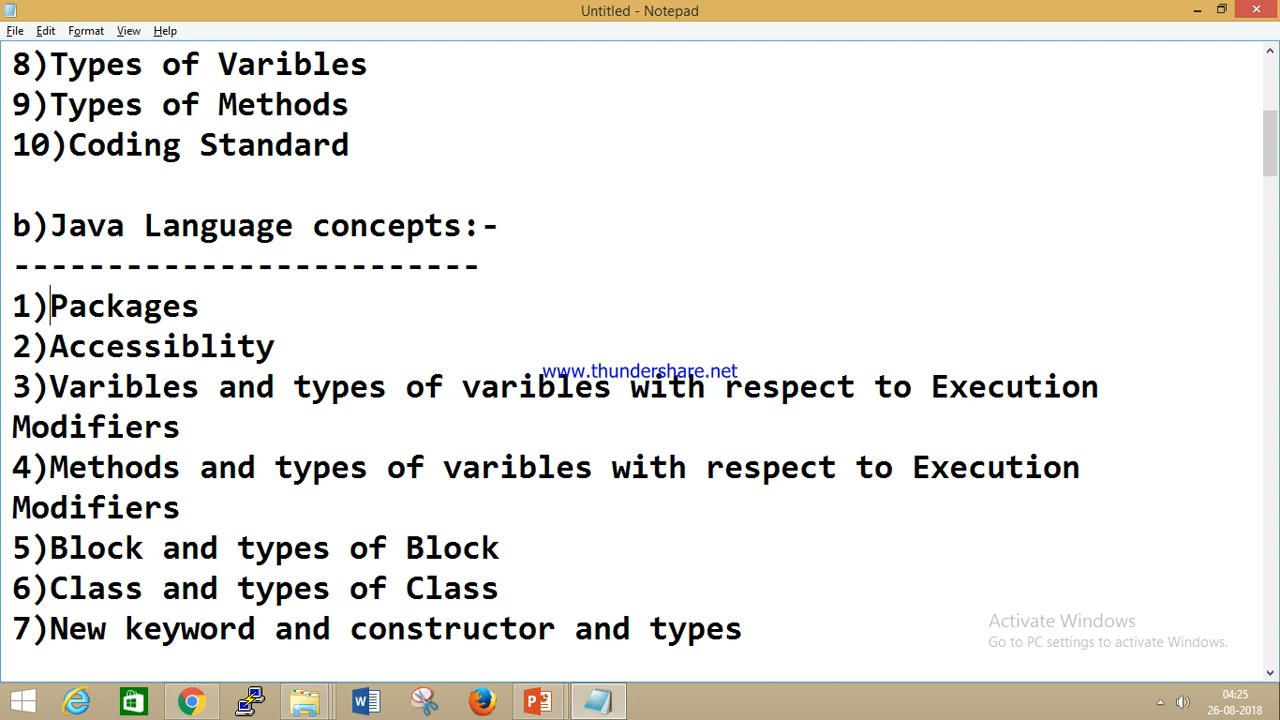 Untitled - Notepad
File Edit Format View Help
8)Types of Varibles
9)Types of Methods
10)Coding Standard
b)Java Language concepts:-
-------------------------
1)Packages
2)Accessiblity
www.thundershare.net
3)Varibles and types of varibles with respect to Execution
Modifiers
4)Methods and types of varibles with respect to Execution
Modifiers
5)Block and types of Block
6)Class and types of Class
7)New keyword and constructor and types
Activate Windows
Go to PC settings to activate Windows.
04:25
26-08-2018